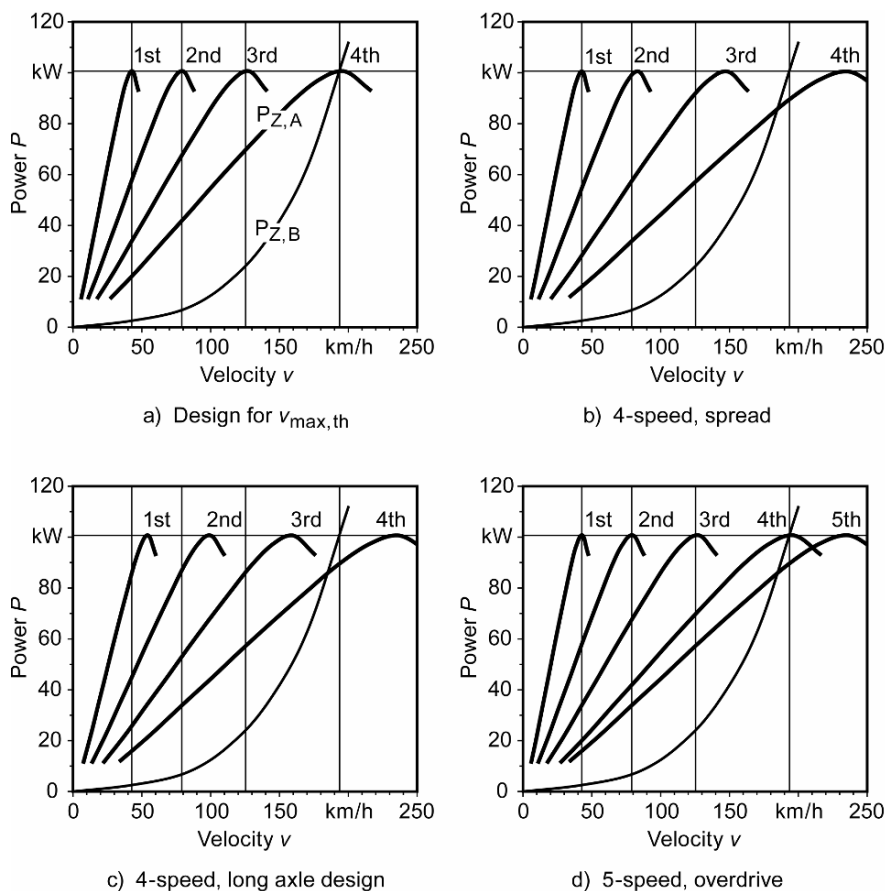 120
kW
80
60
40
20
0
Power P
1st 2nd 3rd 4th
P_Z,A
P_Z,B
0 50 100 150 km/h 250
Velocity v
a) Design for v_max,th
120
kW
80
60
40
20
0
Power P
1st 2nd 3rd 4th
0 50 100 150 km/h 250
Velocity v
b) 4-speed, spread
120
kW
80
60
40
20
0
Power P
1st 2nd 3rd 4th
0 50 100 150 km/h 250
Velocity v
c) 4-speed, long axle design
120
kW
80
60
40
20
0
Power P
1st 2nd 3rd 4th 5th
0 50 100 150 km/h 250
Velocity v
d) 5-speed, overdrive